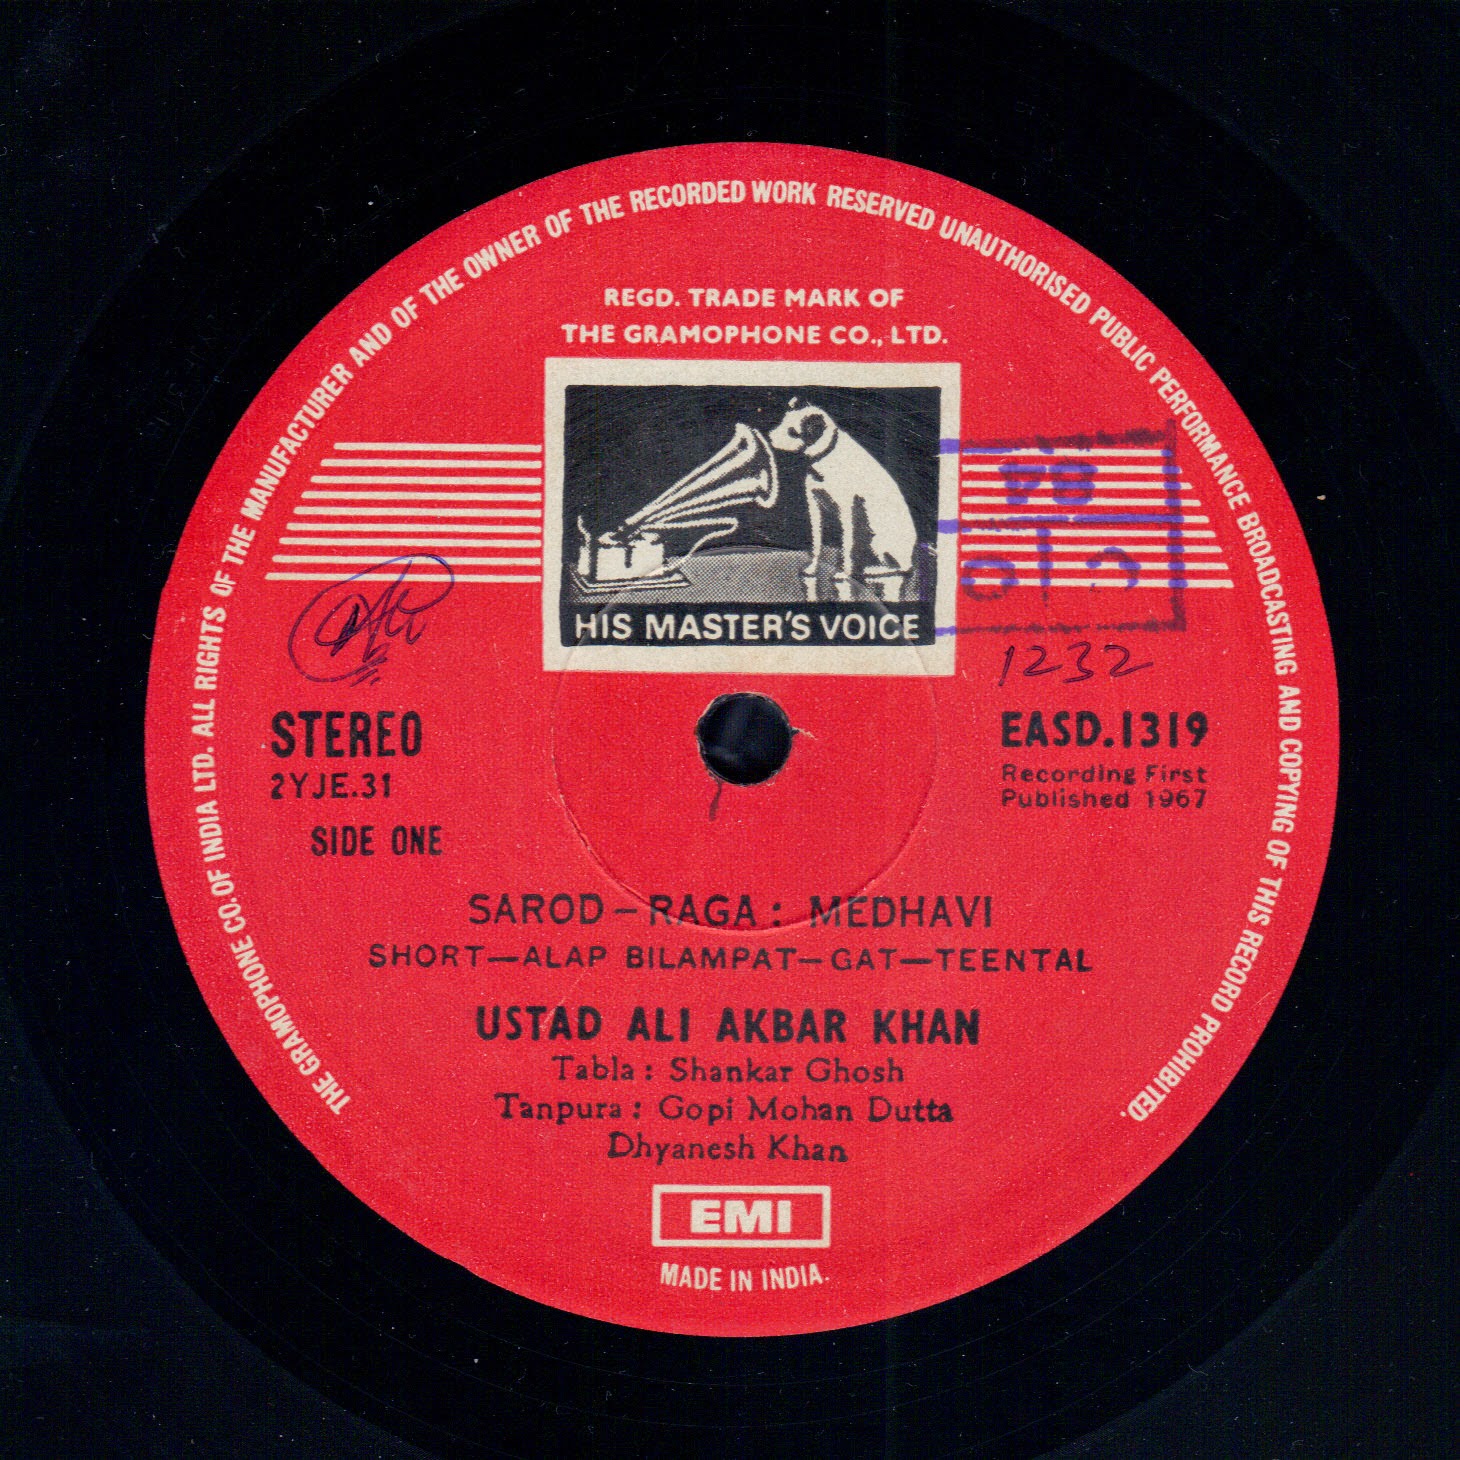 THE GRAMOPHONE CO.OF INDIA LTD. ALL RIGHTS OF THE MANUFACTURER AND OF THE OWNER OF THE RECORDED WORK RESERVED UNAUTHORISED PUBLIC PERFORMANCE BROADCASTING AND COPYING OF THIS RECORD PROHIBITED.
REGD. TRADE MARK OF
THE GRAMOPHONE CO., LTD.
HIS MASTER'S VOICE
1232
STEREO
2YJE.31
SIDE ONE
EASD.1319
Recording First
Published 1967
SAROD – RAGA : MEDHAVI
SHORT—ALAP BILAMPAT—GAT—TEENTAL
USTAD ALI AKBAR KHAN
Tabla : Shankar Ghosh
Tanpura : Gopi Mohan Dutta
Dhyanesh Khan
EMI
MADE IN INDIA.